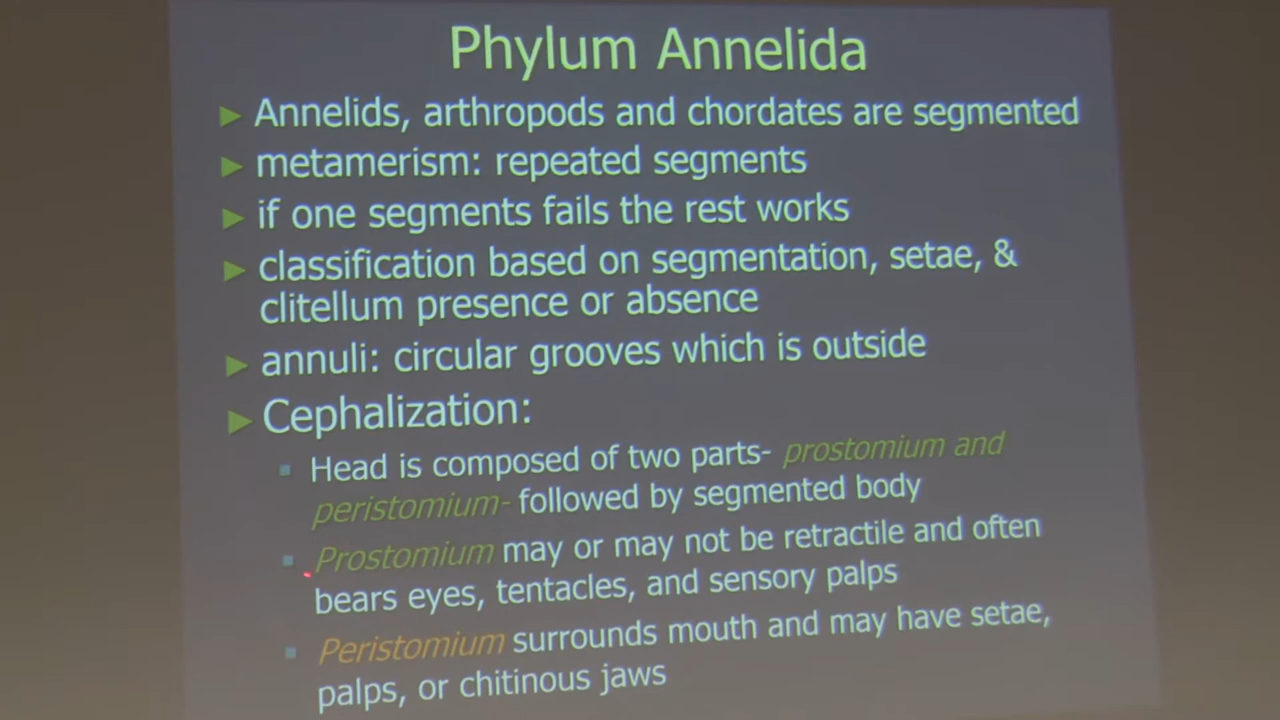 Phylum Annelida
► Annelids, arthropods and chordates are segmented
► metamerism: repeated segments
► if one segments fails the rest works
► classification based on segmentation, setae, &
clitellum presence or absence
► annuli: circular grooves which is outside
► Cephalization:
▪ Head is composed of two parts- prostomium and
peristomium- followed by segmented body
▪ Prostomium may or may not be retractile and often
bears eyes, tentacles, and sensory palps
▪ Peristomium surrounds mouth and may have setae,
palps, or chitinous jaws